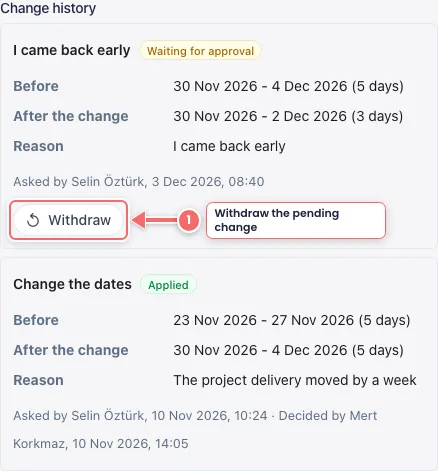 Change history
I came back early Waiting for approval
Before 30 Nov 2026 - 4 Dec 2026 (5 days)
After the change 30 Nov 2026 - 2 Dec 2026 (3 days)
Reason I came back early
Asked by Selin Öztürk, 3 Dec 2026, 08:40
Withdraw 1 Withdraw the pending
change
Change the dates Applied
Before 23 Nov 2026 - 27 Nov 2026 (5 days)
After the change 30 Nov 2026 - 4 Dec 2026 (5 days)
Reason The project delivery moved by a week
Asked by Selin Öztürk, 10 Nov 2026, 10:24 · Decided by Mert
Korkmaz, 10 Nov 2026, 14:05